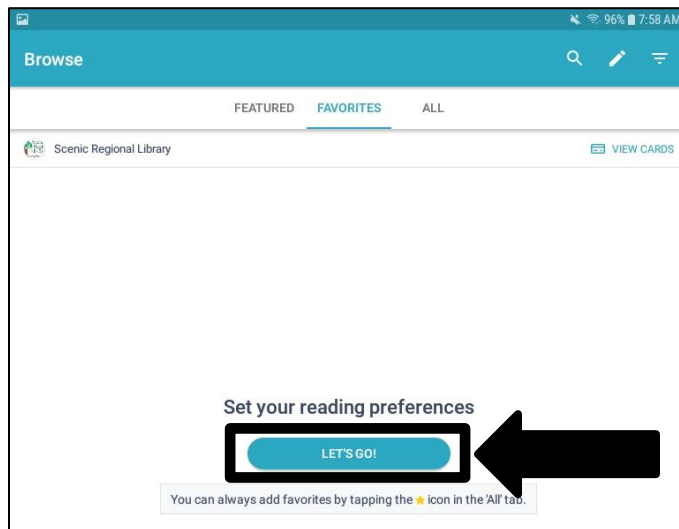 96% 7:58 AM
Browse
FEATURED FAVORITES ALL
Scenic Regional Library VIEW CARDS
Set your reading preferences
LET'S GO!
You can always add favorites by tapping the icon in the 'All' tab.